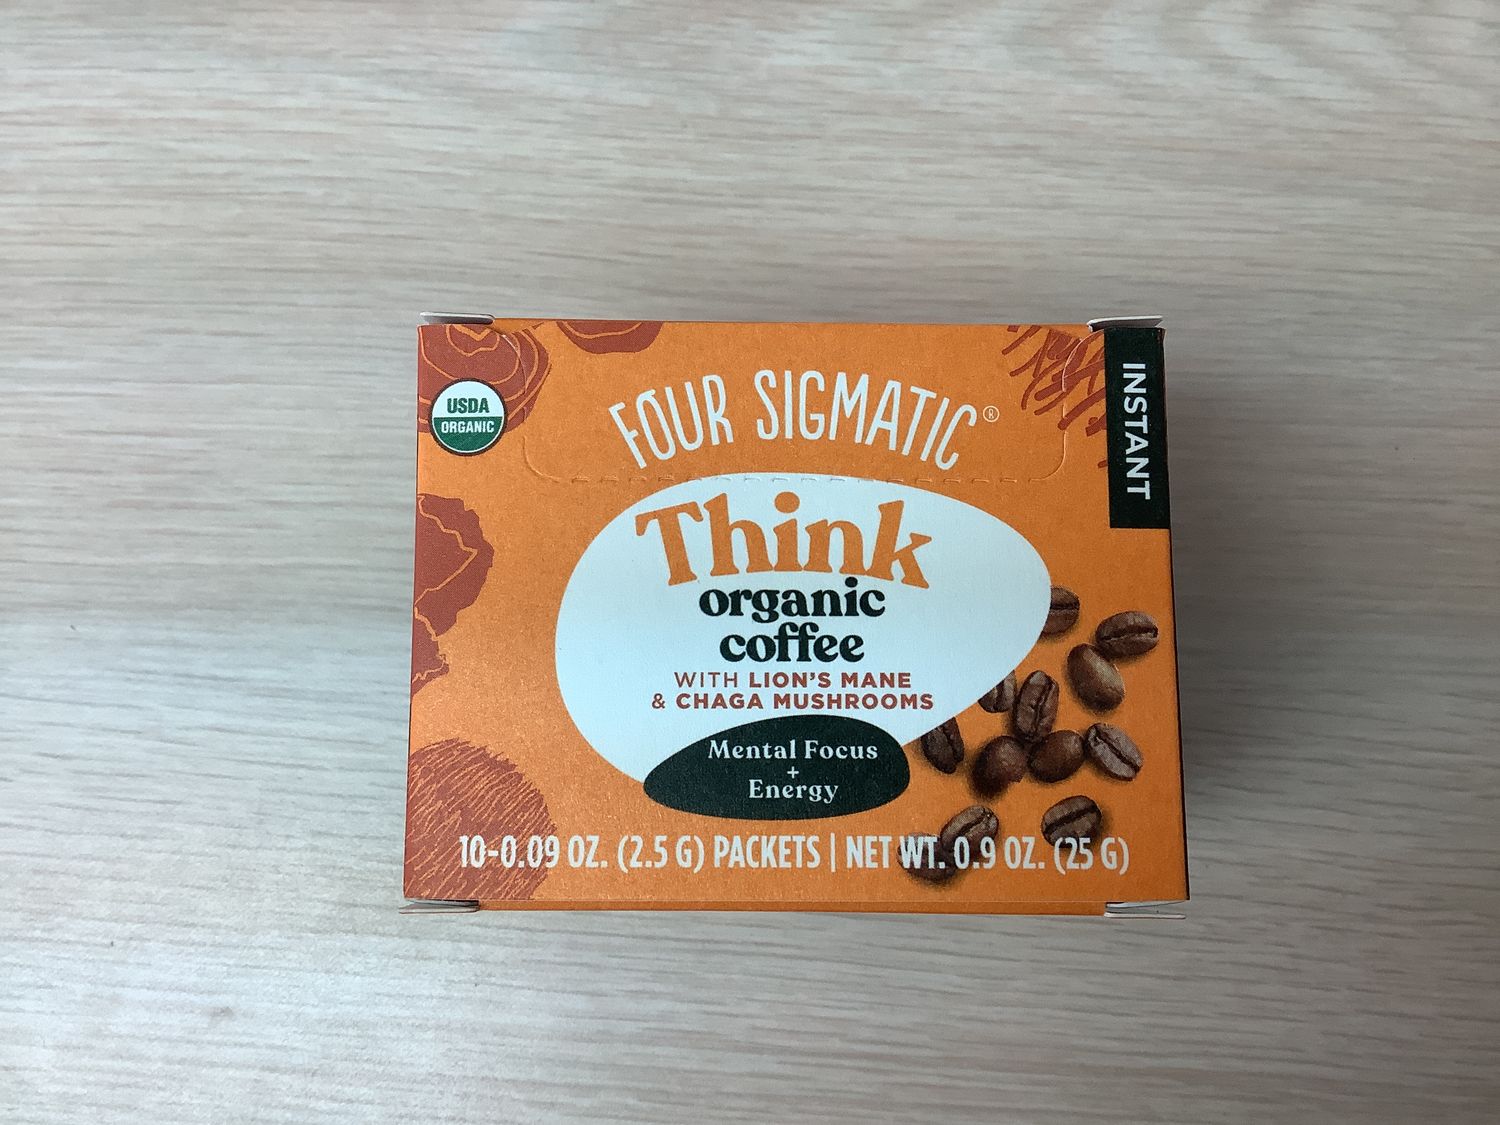 USDA
ORGANIC
FOUR SIGMATIC®
INSTANT
Think
organic
coffee
WITH LION'S MANE
& CHAGA MUSHROOMS
Mental Focus
+
Energy
10-0.09 OZ. (2.5 G) PACKETS | NET WT. 0.9 OZ. (25 G)